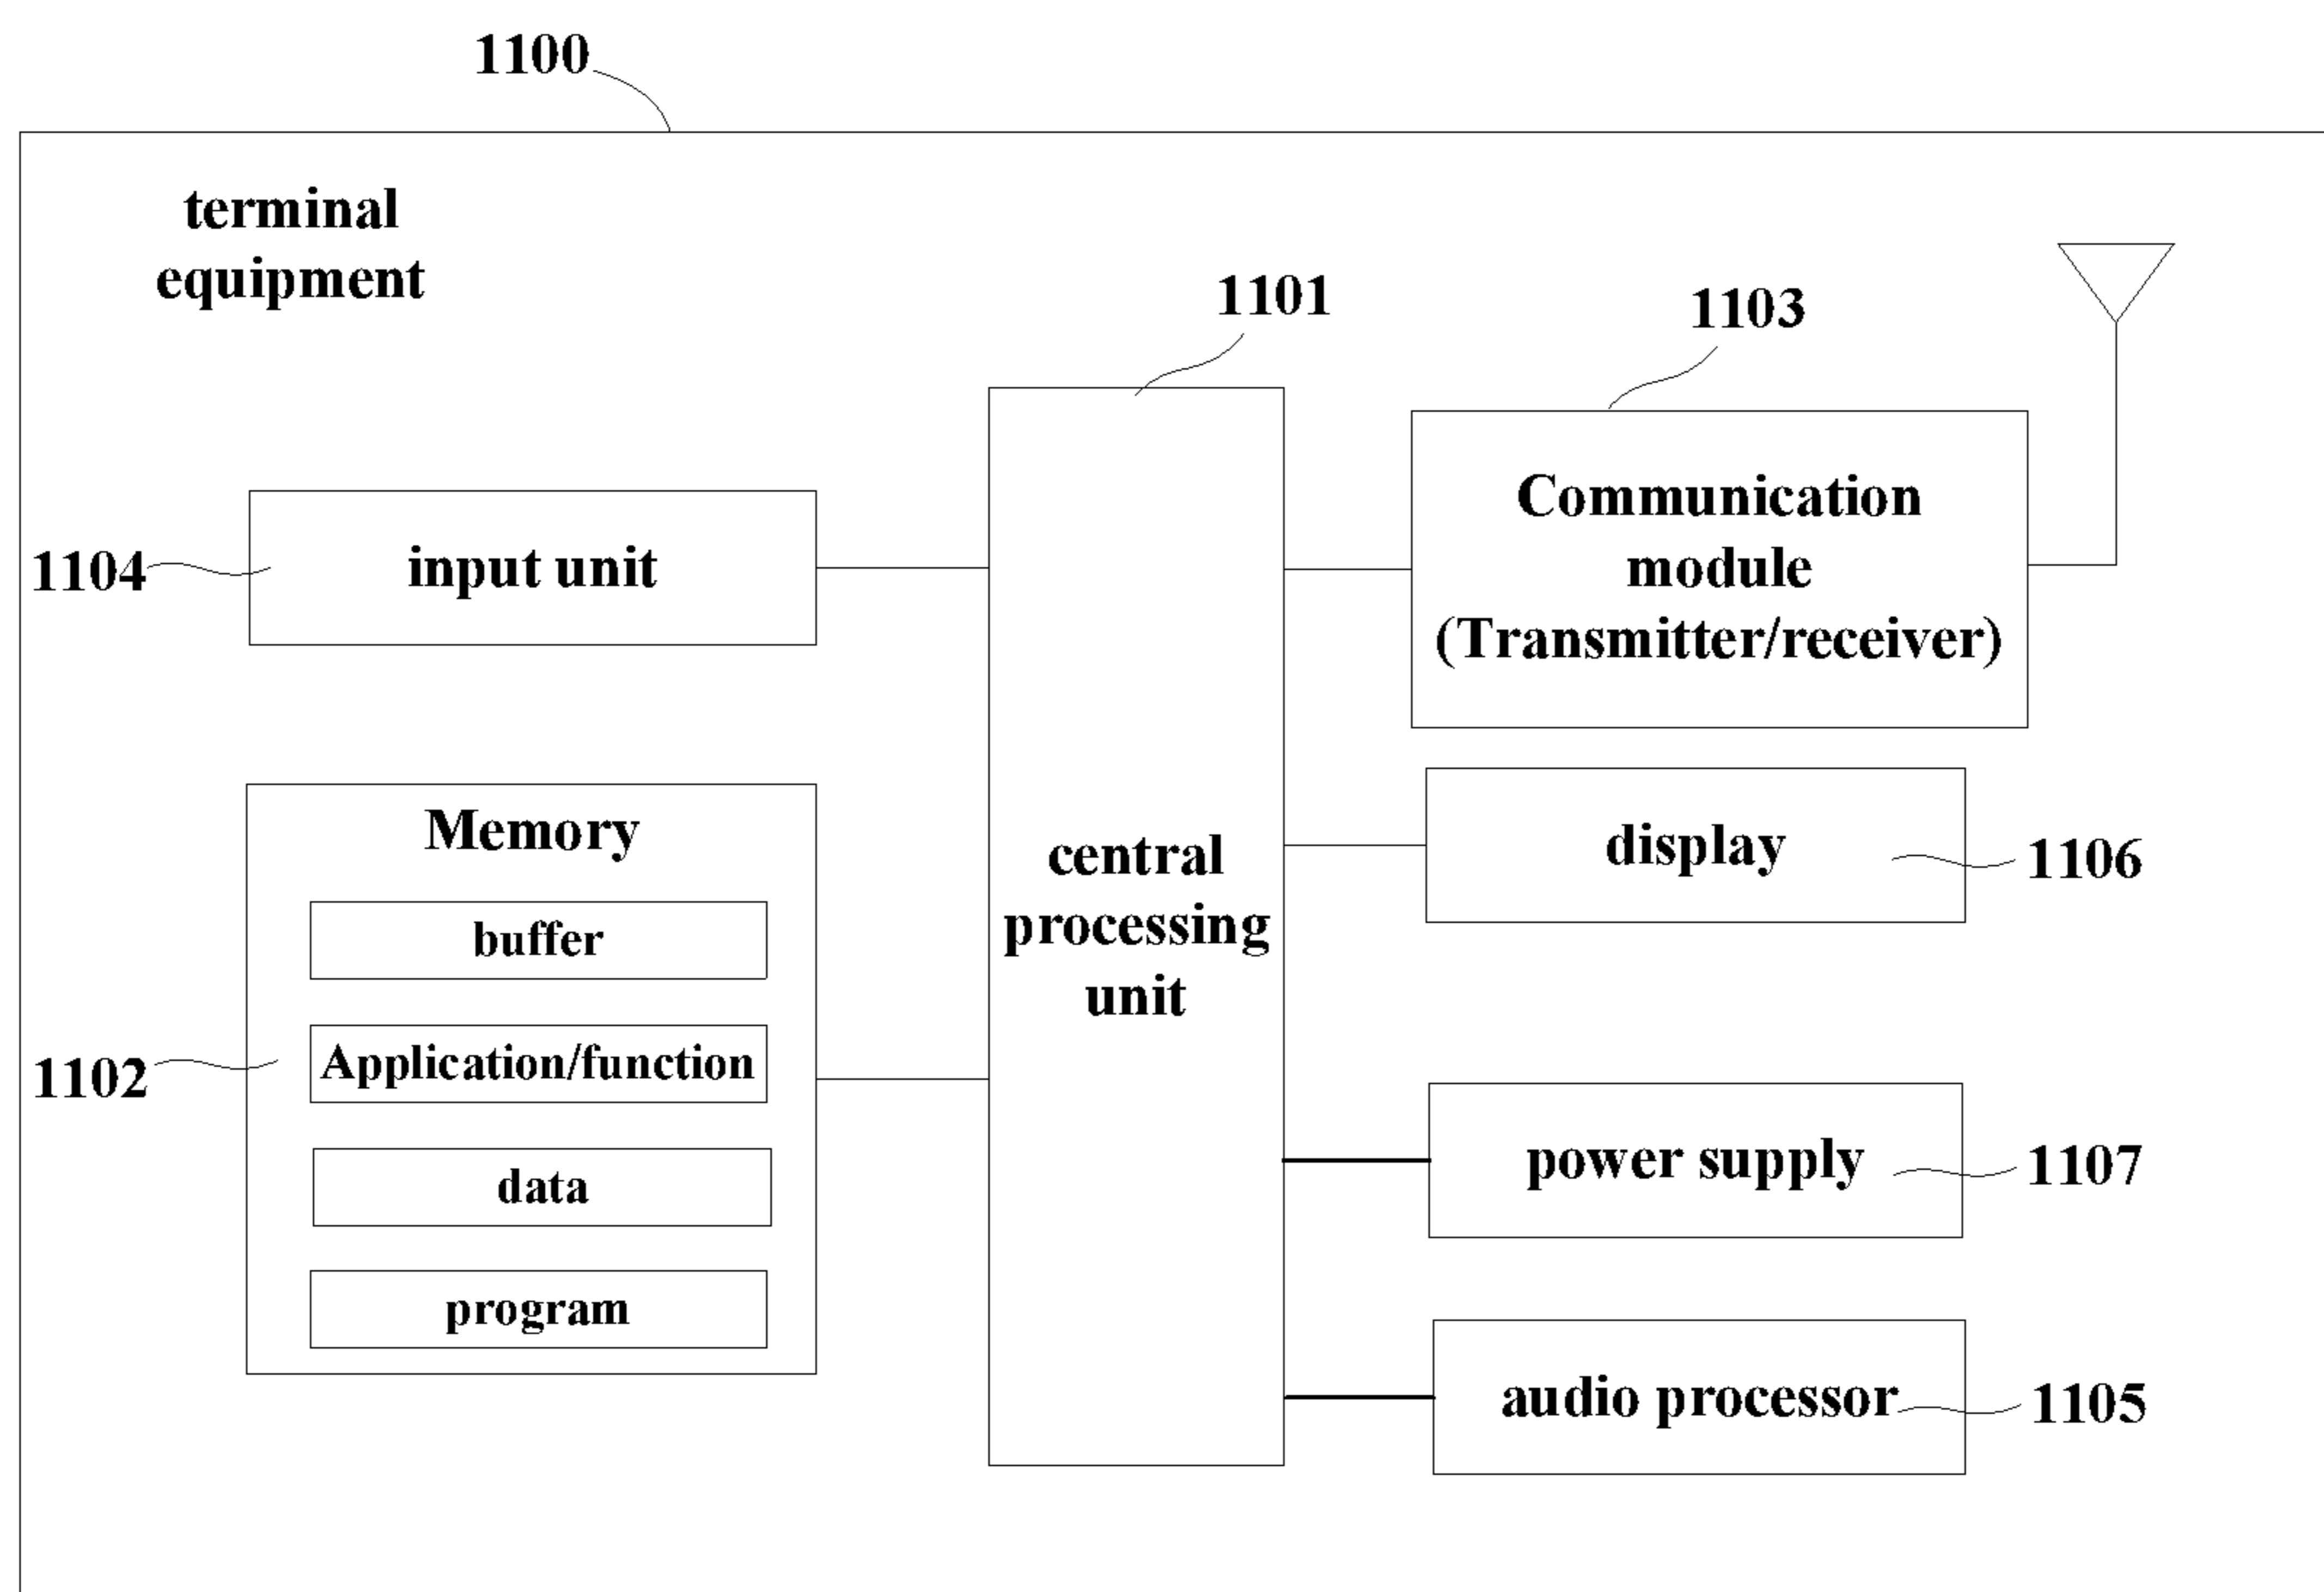 1100
terminal
equipment
1101
1103
1104
input unit
Communication
module
(Transmitter/receiver)
Memory
buffer
Application/function
data
program
1102
central
processing
unit
display
1106
power supply
1107
audio processor
1105